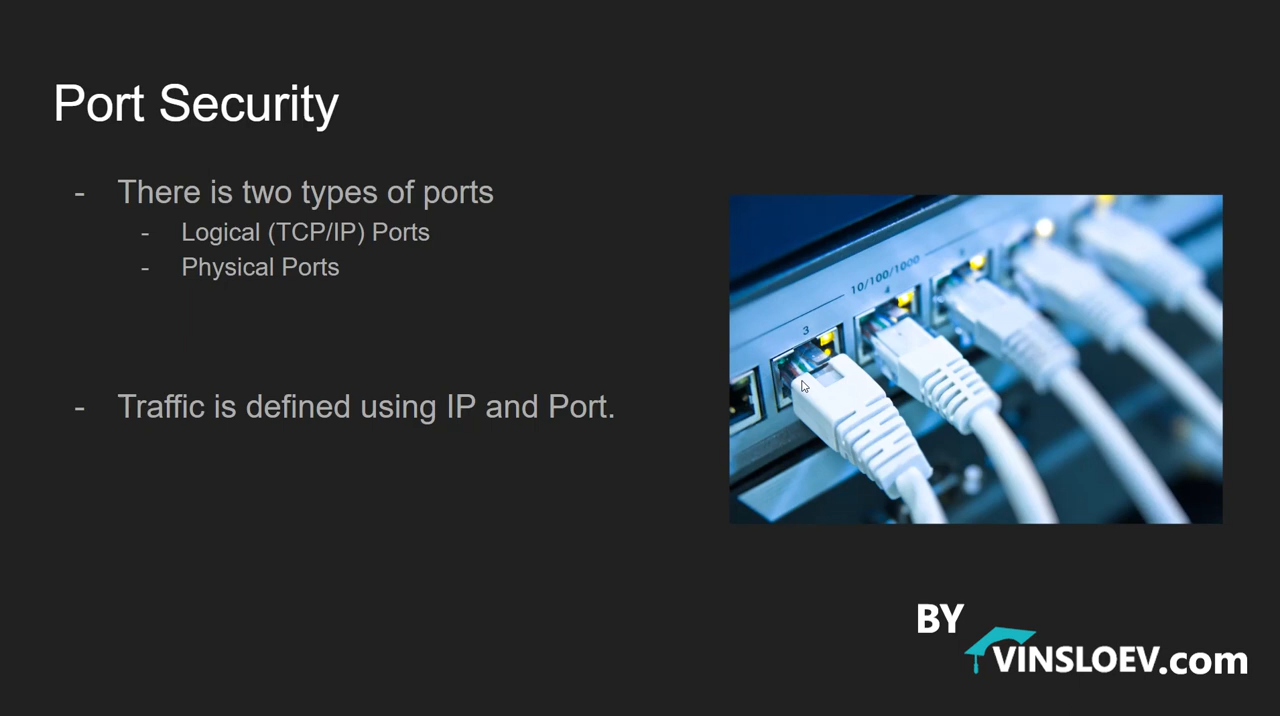 Port Security
- There is two types of ports
- Logical (TCP/IP) Ports
- Physical Ports
- Traffic is defined using IP and Port.
10/100/1000
3
4
BY
VINSLOEV.com